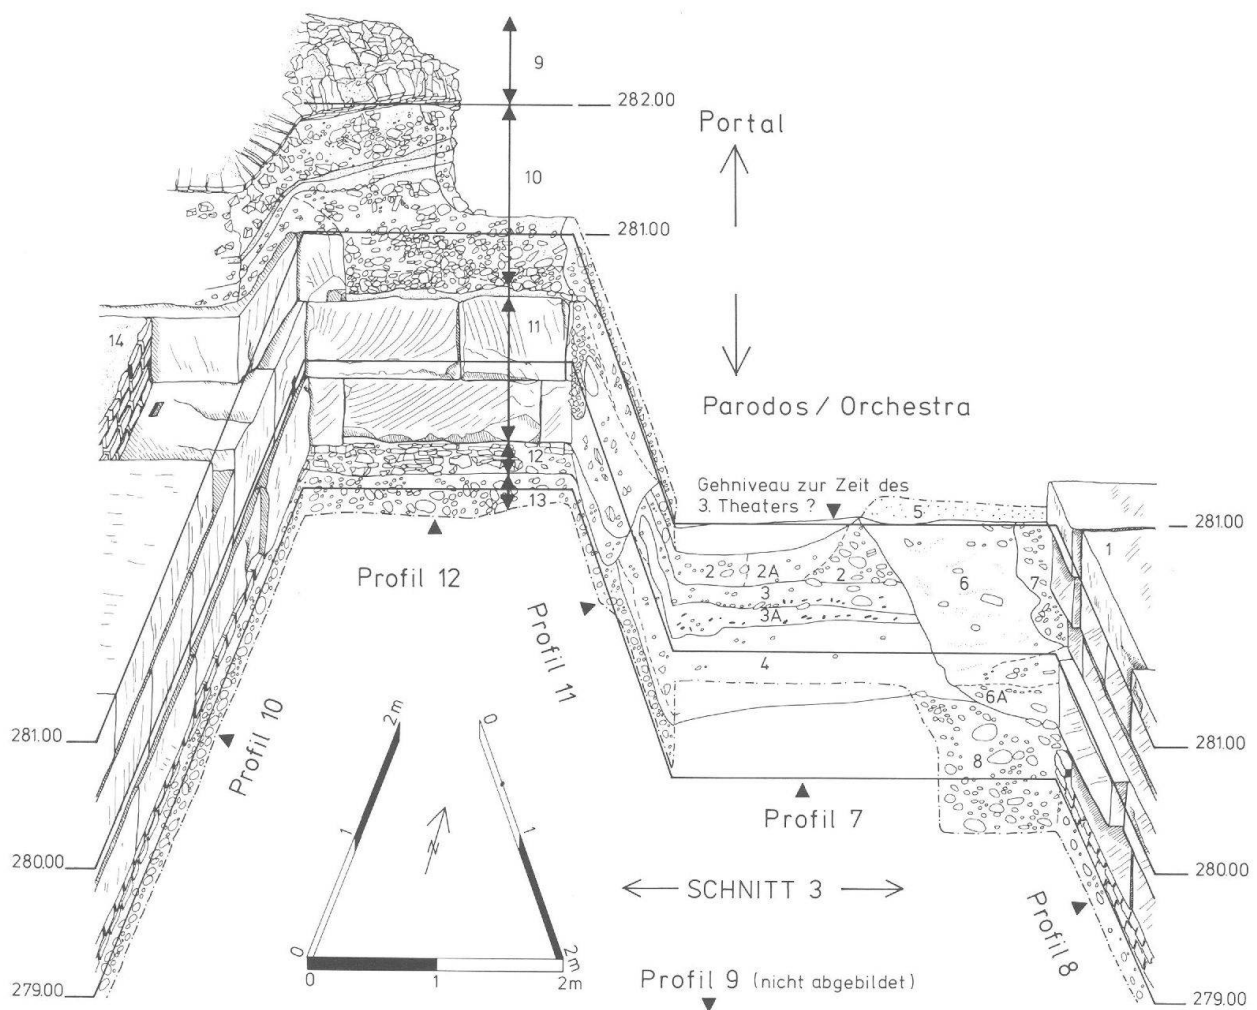 9
282.00
Portal
10
281.00
11
14
Parodos / Orchestra
12
Gehniveau zur Zeit des
3. Theaters ?
13
5
281.00
1
2
2A
2
6
7
3
3A
4
6A
8
Profil 12
Profil 11
Profil 10
Profil 7
Profil 8
281.00
281.00
280.00
28000
279.00
279.00
2m
0
1
1
N
0
2m
0
1
2m
SCHNITT 3
Profil 9 (nicht abgebildet)